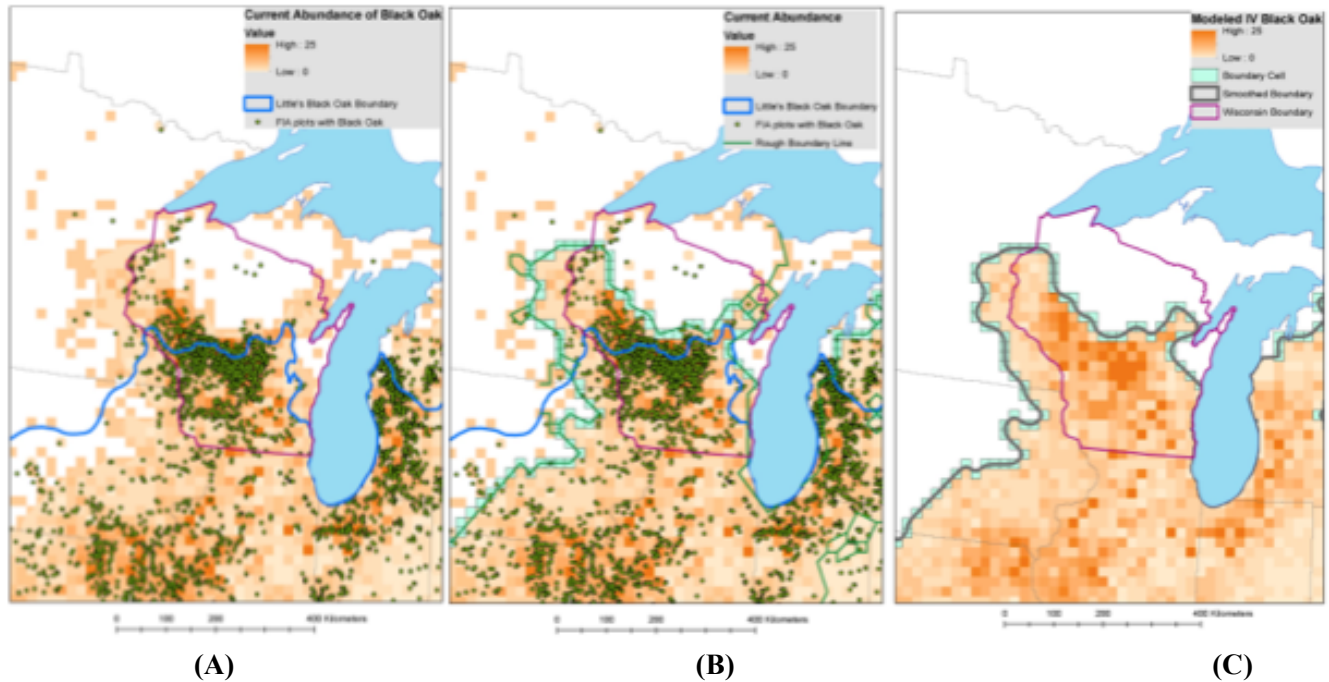 Current Abundance of Black Oak
Value
High : 25
Low : 0
Little's Black Oak Boundary
FIA plots with Black Oak
0 100 200 400 Kilometers
(A)
Current Abundance
Value
High : 25
Low : 0
Little's Black Oak Boundary
FIA plots with Black Oak
Rough Boundary Line
0 100 200 400 Kilometers
(B)
Modeled IV Black Oak
High : 25
Low : 0
Boundary Cell
Smoothed Boundary
Wisconsin Boundary
0 100 200 400 Kilometers
(C)